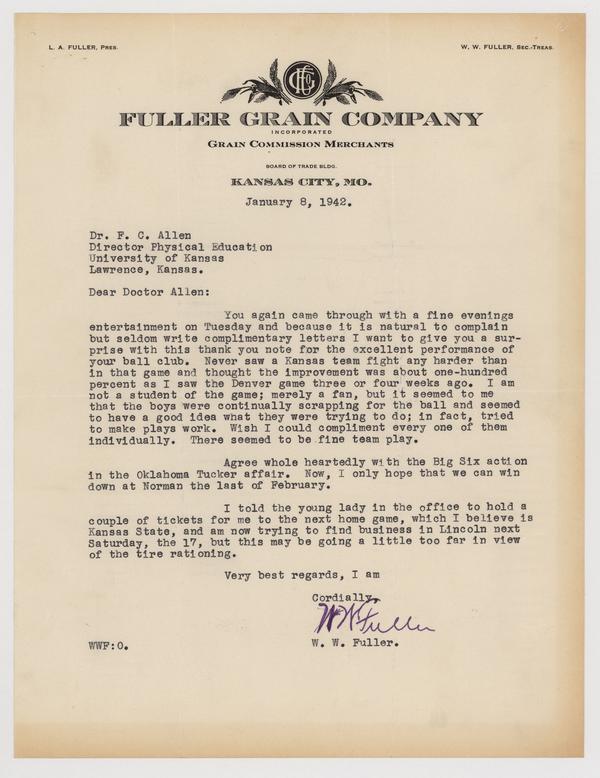 L. A. FULLER, PRES.
W. W. FULLER, SEC.-TREAS.
FULLER GRAIN COMPANY
INCORPORATED
GRAIN COMMISSION MERCHANTS
BOARD OF TRADE BLDG.
KANSAS CITY, MO.
January 8, 1942.
Dr. F. C. Allen
Director Physical Education
University of Kansas
Lawrence, Kansas.
Dear Doctor Allen:
You again came through with a fine evenings
entertainment on Tuesday and because it is natural to complain
but seldom write complimentary letters I want to give you a sur-
prise with this thank you note for the excellent performance of
your ball club. Never saw a Kansas team fight any harder than
in that game and thought the improvement was about one-hundred
percent as I saw the Denver game three or four weeks ago. I am
not a student of the game; merely a fan, but it seemed to me
that the boys were continually scrapping for the ball and seemed
to have a good idea what they were trying to do; in fact, tried
to make plays work. Wish I could compliment every one of them
individually. There seemed to be fine team play.
Agree whole heartedly with the Big Six action
in the Oklahoma Tucker affair. Now, I only hope that we can win
down at Norman the last of February.
I told the young lady in the office to hold a
couple of tickets for me to the next home game, which I believe is
Kansas State, and am now trying to find business in Lincoln next
Saturday, the 17, but this may be going a little too far in view
of the tire rationing.
Very best regards, I am
Cordially,
W W Fuller
WWF:O.
W. W. Fuller.